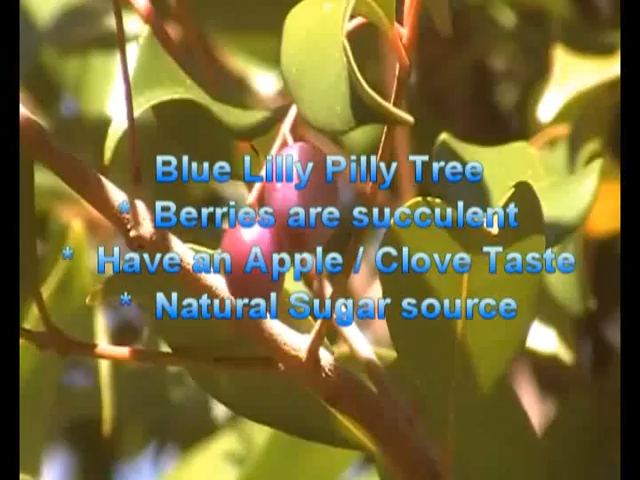 Blue Lilly Pilly Tree
* Berries are succulent
* Have an Apple / Clove Taste
* Natural Sugar source